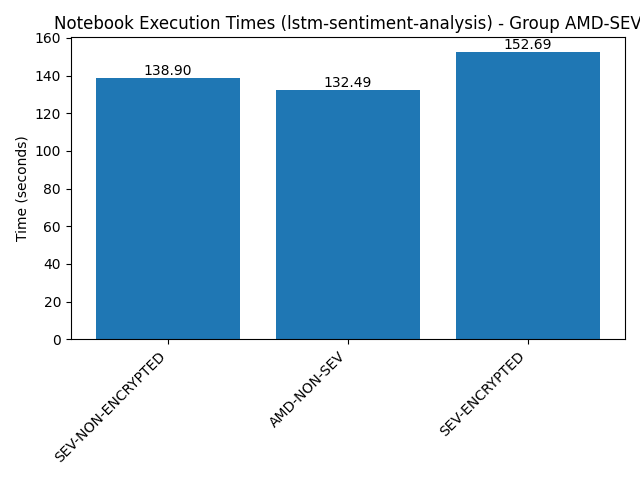 Notebook Execution Times (lstm-sentiment-analysis) - Group AMD-SEV
160
140
120
100
80
60
40
20
0
Time (seconds)
138.90
132.49
152.69
SEV-NON-ENCRYPTED
AMD-NON-SEV
SEV-ENCRYPTED